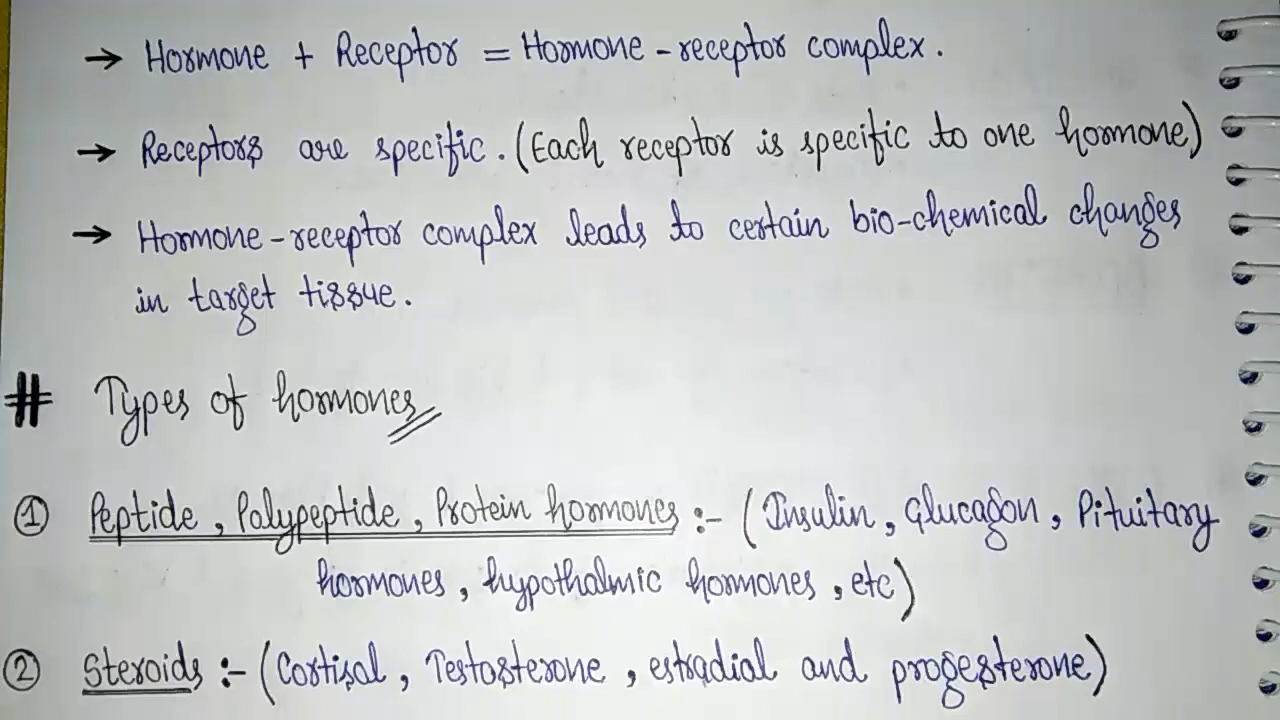 → Hormone + Receptor = Hormone-receptor complex.
→ Receptors are specific. (Each receptor is specific to one hormone)
→ Hormone-receptor complex leads to certain bio-chemical changes
in target tissue.
# Types of hormones
① Peptide, Polypeptide, Protein hormones :- (Insulin, Glucagon, Pituitary
hormones, hypothalmic hormones, etc)
② Steroids :- (Cortisol, Testosterone, estradial and progesterone)